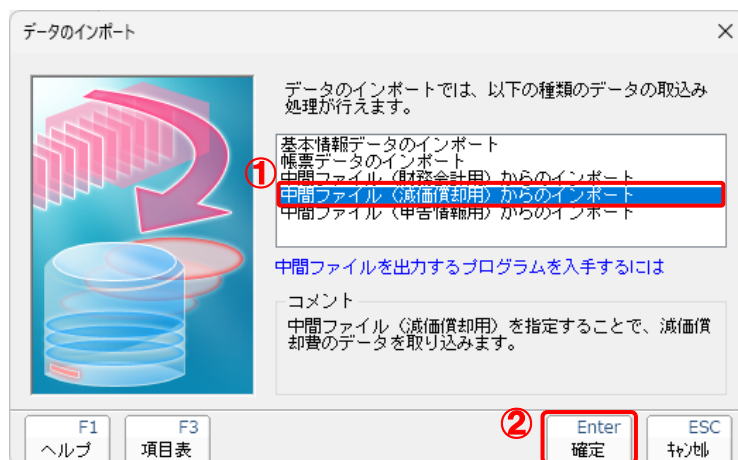 データのインポート
データのインポートでは、以下の種類のデータの取込み
処理が行えます。
基本情報データのインポート
帳票データのインポート
①
中間ファイル（財務会計用）からのインポート
中間ファイル（減価償却用）からのインポート
中間ファイル（申告情報用）からのインポート
中間ファイルを出力するプログラムを入手するには
コメント
中間ファイル（減価償却用）を指定することで、減価償
却費のデータを取り込みます。
F1
ヘルプ
F3
項目表
②
Enter
確定
ESC
ｷｬﾝｾﾙ